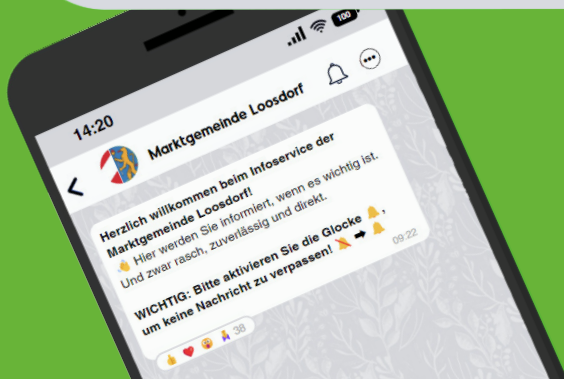 100
14:20
Marktgemeinde Loosdorf
Herzlich willkommen beim Infoservice der
Marktgemeinde Loosdorf!
👋 Hier werden Sie informiert, wenn es wichtig ist.
Und zwar rasch, zuverlässig und direkt.
WICHTIG: Bitte aktivieren Sie die Glocke 🔔,
um keine Nachricht zu verpassen! 🔕 ➡ 🔔
09:22
👍 ❤️ 😮 38